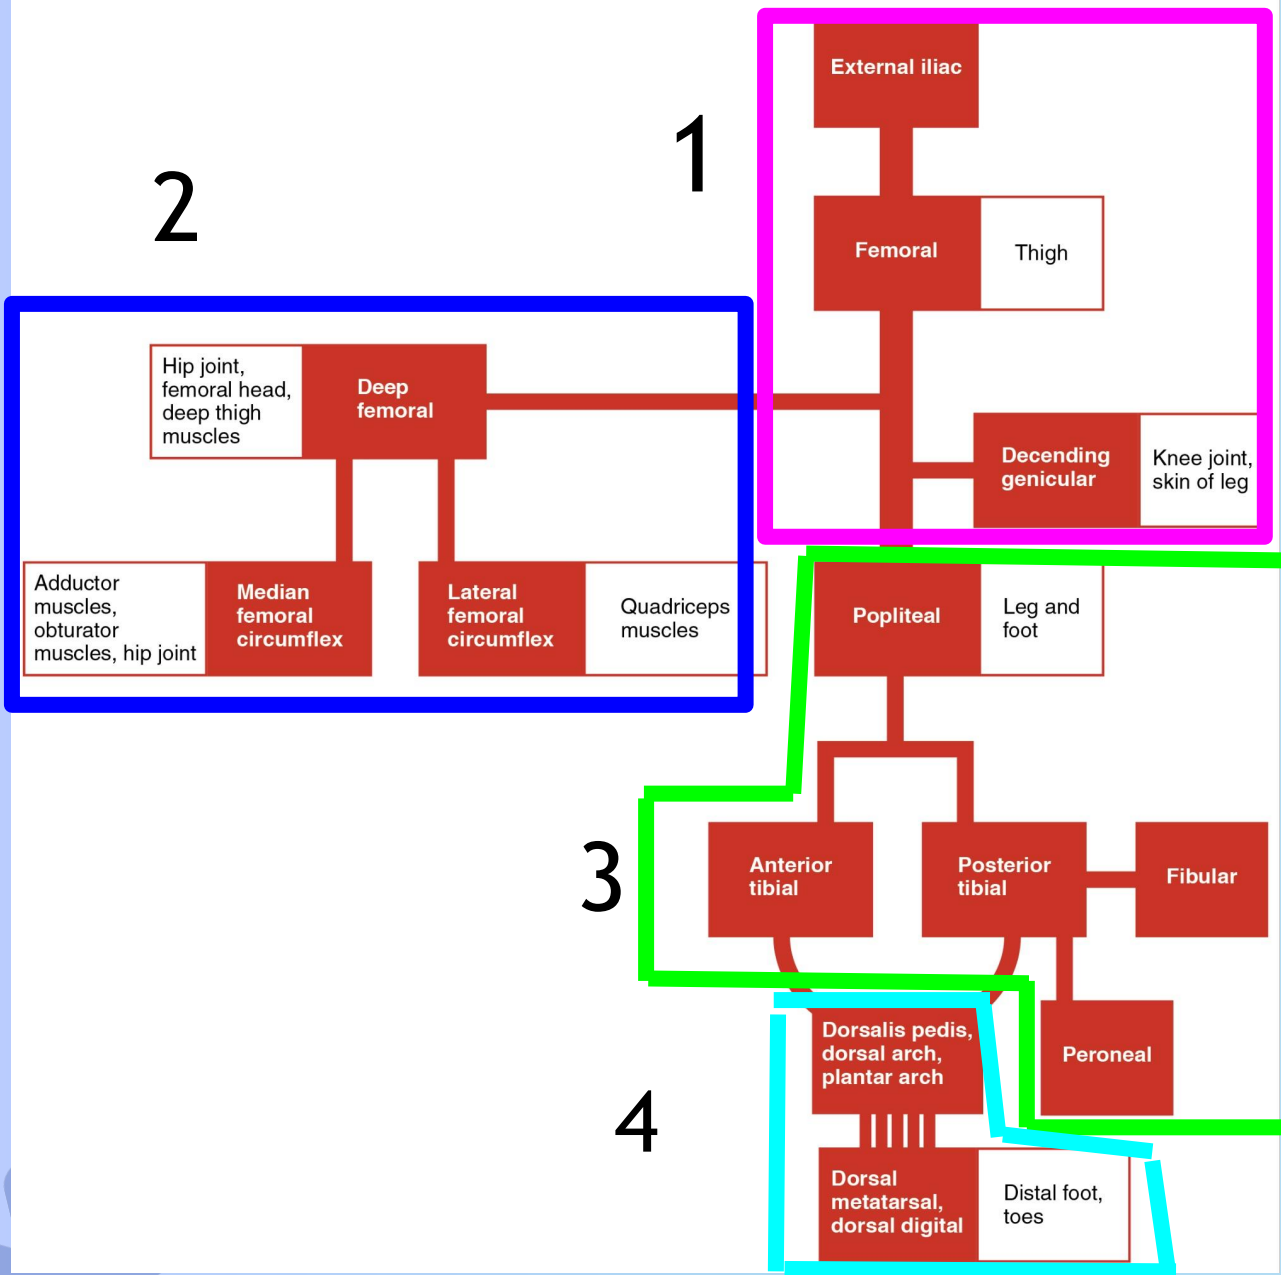 External iliac
1
2
Femoral
Thigh
Hip joint,
femoral head,
deep thigh
muscles
Deep
femoral
Decending
genicular
Knee joint,
skin of leg
Adductor
muscles,
obturator
muscles, hip joint
Median
femoral
circumflex
Lateral
femoral
circumflex
Quadriceps
muscles
Popliteal
Leg and
foot
3
Anterior
tibial
Posterior
tibial
Fibular
Dorsalis pedis,
dorsal arch,
plantar arch
Peroneal
4
Dorsal
metatarsal,
dorsal digital
Distal foot,
toes